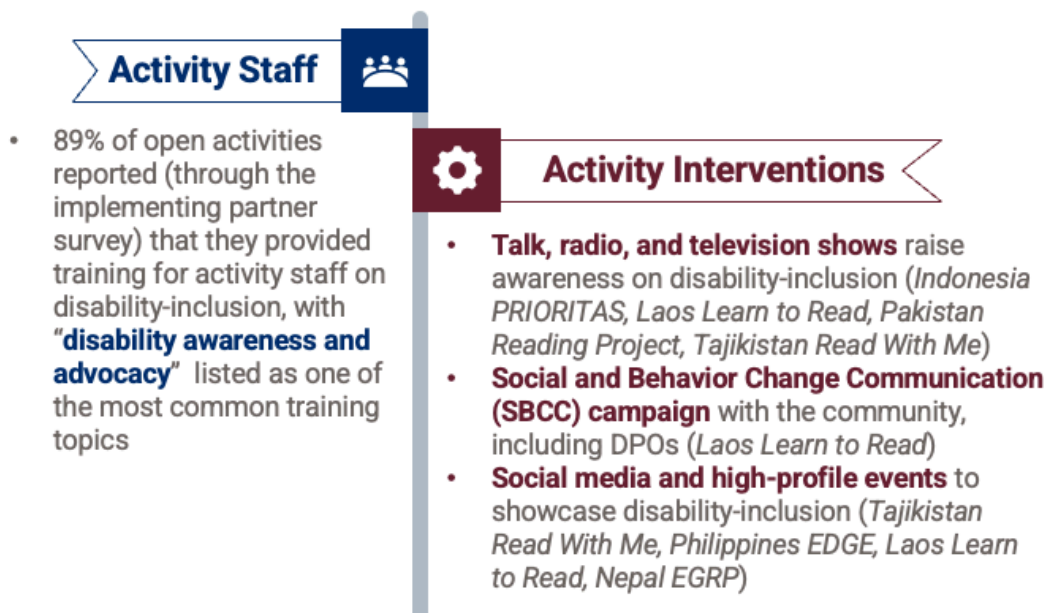 Activity Staff
• 89% of open activities
reported (through the
implementing partner
survey) that they provided
training for activity staff on
disability-inclusion, with
“disability awareness and
advocacy”  listed as one of
the most common training
topics
Activity Interventions
• Talk, radio, and television shows raise
awareness on disability-inclusion (Indonesia
PRIORITAS, Laos Learn to Read, Pakistan
Reading Project, Tajikistan Read With Me)
• Social and Behavior Change Communication
(SBCC) campaign with the community,
including DPOs (Laos Learn to Read)
• Social media and high-profile events to
showcase disability-inclusion (Tajikistan
Read With Me, Philippines EDGE, Laos Learn
to Read, Nepal EGRP)